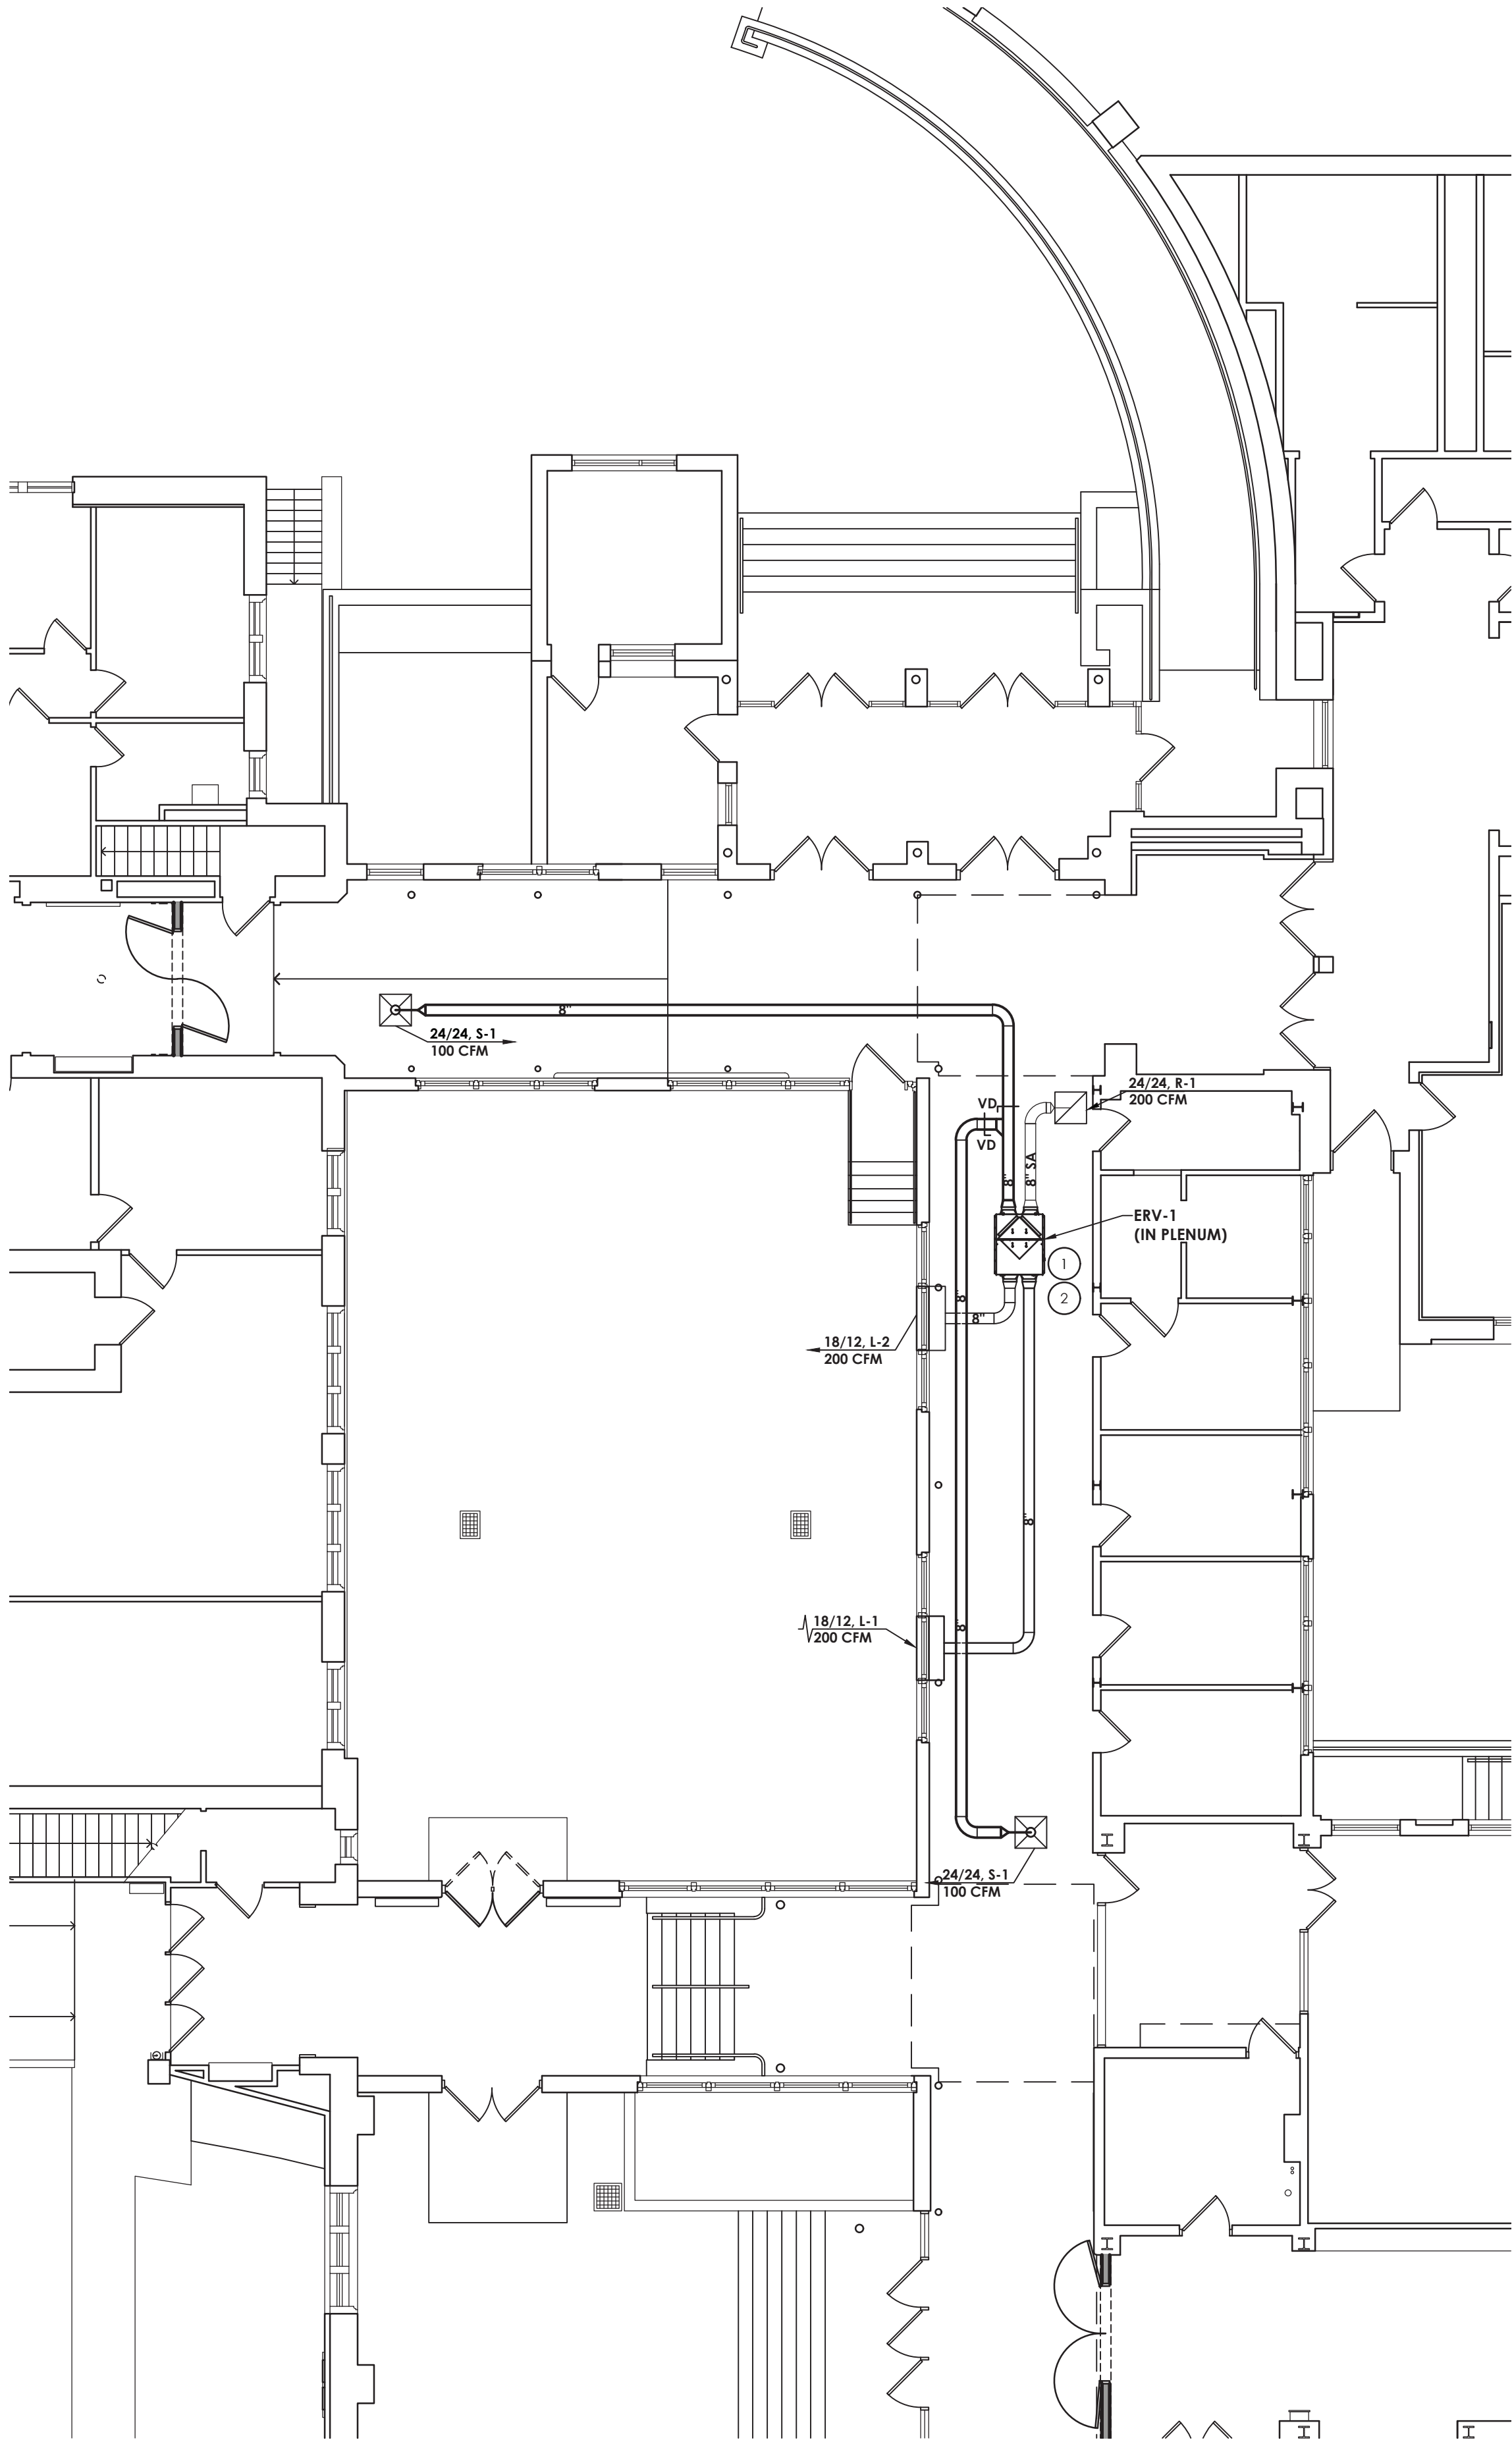 8"
24/24, S-1
100 CFM
24/24, R-1
200 CFM
VD
VD
8"
8" SA
ERV-1
(IN PLENUM)
1
2
8"
8"
18/12, L-2
200 CFM
8"
18/12, L-1
200 CFM
8"
24/24, S-1
100 CFM